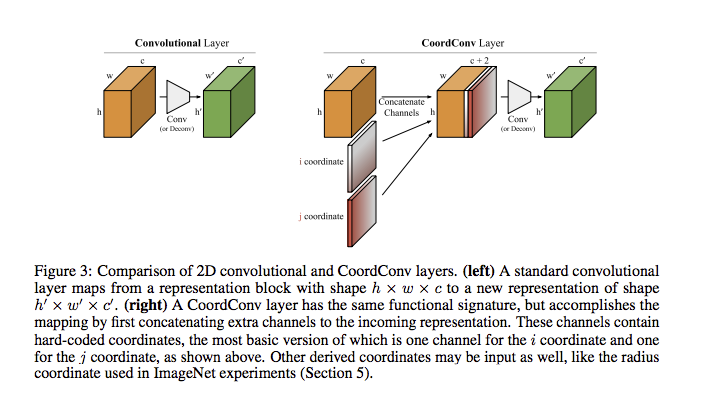 Convolutional Layer
c
w
h
Conv
(or Deconv)
c′
w′
h′
CoordConv Layer
c
w
h
i coordinate
j coordinate
Concatenate
Channels
c + 2
w
h
Conv
(or Deconv)
c′
w′
h′
Figure 3: Comparison of 2D convolutional and CoordConv layers. (left) A standard convolutional
layer maps from a representation block with shape h × w × c to a new representation of shape
h′ × w′ × c′. (right) A CoordConv layer has the same functional signature, but accomplishes the
mapping by first concatenating extra channels to the incoming representation. These channels contain
hard-coded coordinates, the most basic version of which is one channel for the i coordinate and one
for the j coordinate, as shown above. Other derived coordinates may be input as well, like the radius
coordinate used in ImageNet experiments (Section 5).